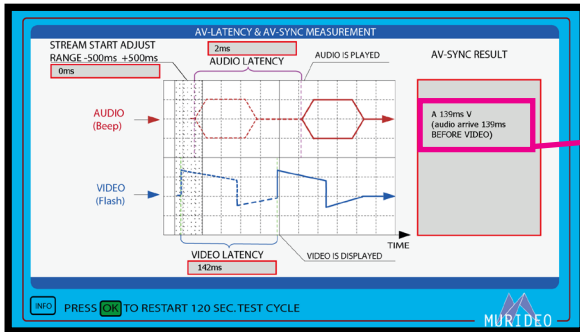 AV-LATENCY & AV-SYNC MEASUREMENT
STREAM START ADJUST
RANGE -500ms +500ms
0ms
2ms
AUDIO LATENCY
AUDIO IS PLAYED
AV-SYNC RESULT
AUDIO
(Beep)
A 139ms V
(audio arrive 139ms
BEFORE VIDEO)
VIDEO
(Flash)
TIME
VIDEO LATENCY
VIDEO IS DISPLAYED
142ms
INFO PRESS OK TO RESTART 120 SEC.TEST CYCLE
MURIDEO